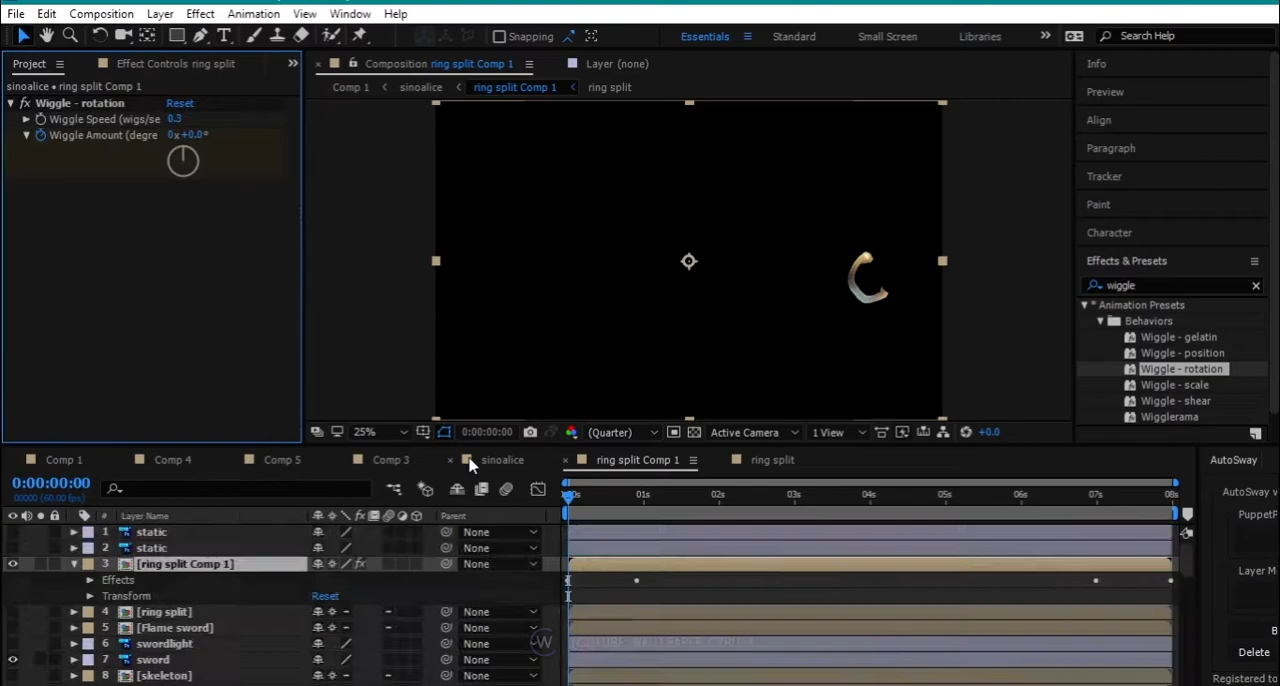 File Edit Composition Layer Effect Animation View Window Help
Snapping Essentials Standard Small Screen Libraries Search Help
Project Effect Controls ring split Composition ring split Comp 1 Layer (none) Info
sinoalice • ring split Comp 1 Comp 1 sinoalice ring split Comp 1 ring split Preview
fx Wiggle - rotation Reset
Wiggle Speed (wigs/se 0.3 Align
Wiggle Amount (degre 0x+0.0° Paragraph
Tracker
Paint
Character
Effects & Presets
wiggle
* Animation Presets
Behaviors
Wiggle - gelatin
Wiggle - position
Wiggle - rotation
Wiggle - scale
Wiggle - shear
Wigglerama
25% 0:00:00:00 (Quarter) Active Camera 1 View +0.0
Comp 1 Comp 4 Comp 5 Comp 3 sinoalice ring split Comp 1 ring split AutoSway
0:00:00:00
00000 (60.00 fps) 01s 02s 03s 04s 05s 06s 07s 08s AutoSway v
# Layer Name fx Parent PuppetP
1 static None
2 static None
3 [ring split Comp 1] fx None
Effects Layer M
Transform Reset
4 [ring split] None
5 [Flame sword] None B
6 swordlight None
7 sword None Delete
8 [skeleton] None Registered to